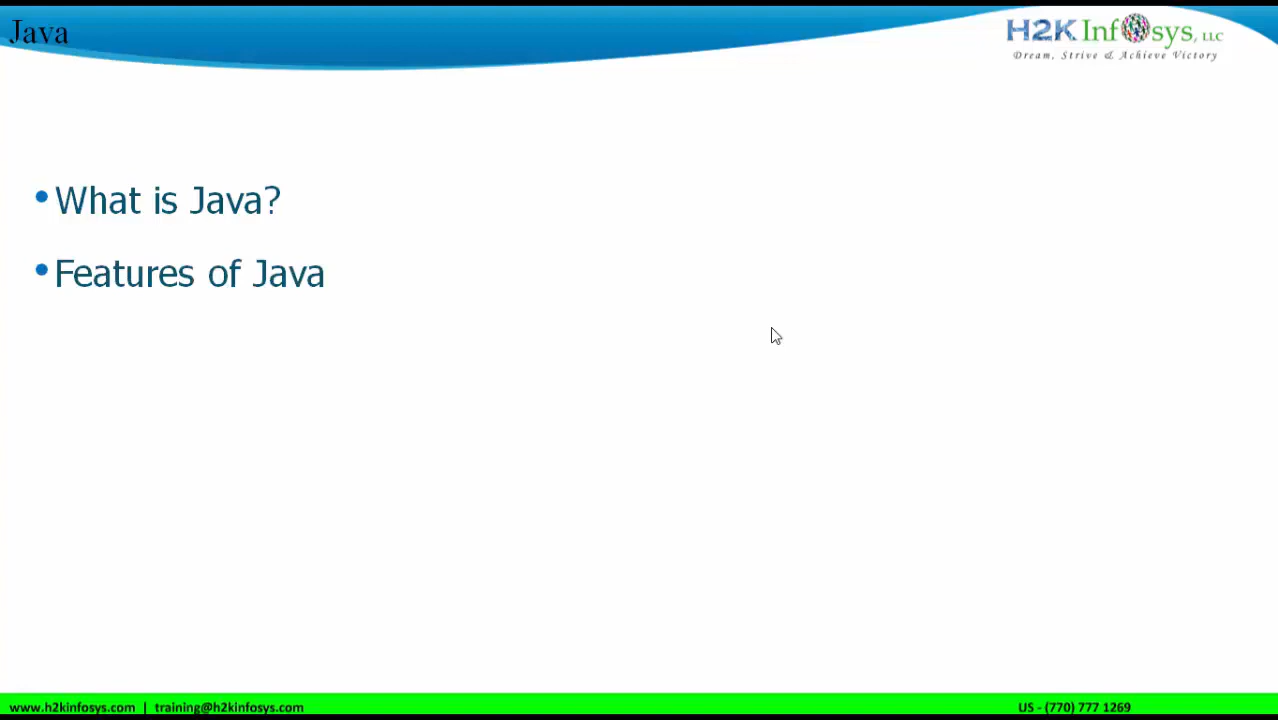 Java
H2K Infosys, LLC
Dream, Strive & Achieve Victory
•What is Java?
•Features of Java
www.h2kinfosys.com | training@h2kinfosys.com
US - (770) 777 1269